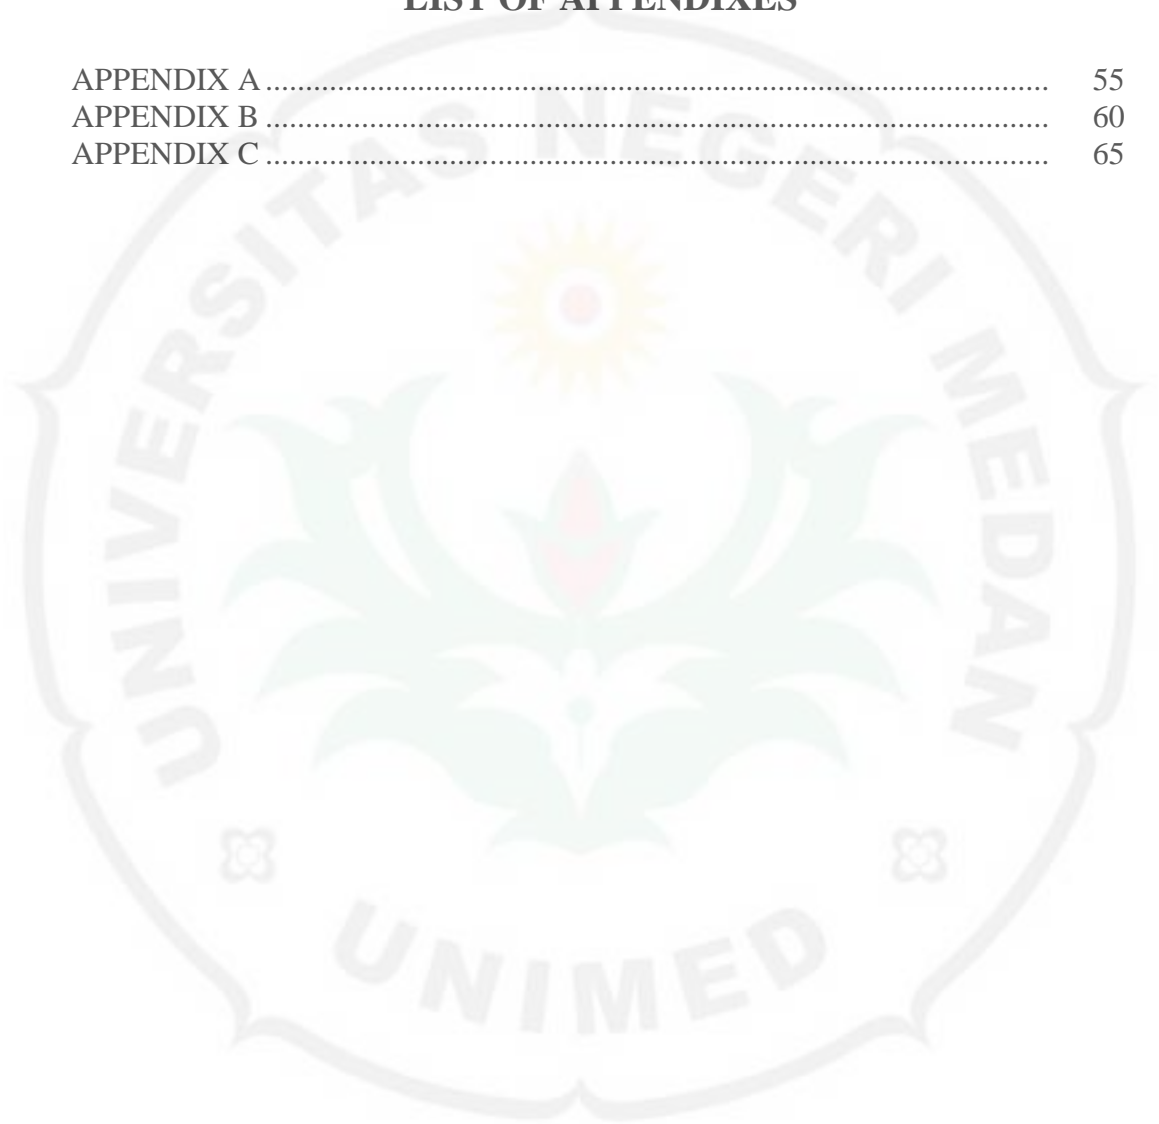 LIST OF APPENDIXES
APPENDIX A ................................................................................................ 55
APPENDIX B ................................................................................................ 60
APPENDIX C ................................................................................................ 65
UNIVERSITAS NEGERI MEDAN
UNIMED